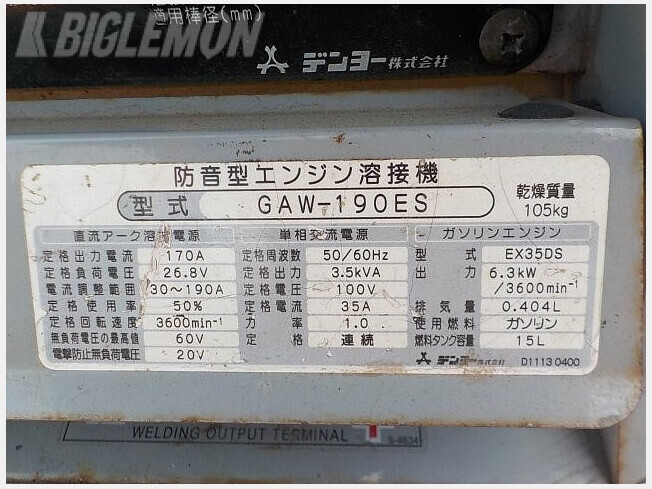 適用棒径(mm)
BIGLEMON
デンヨー株式会社
防音型エンジン溶接機
型式 GAW-190ES
乾燥質量
105kg
直流アーク溶接電源
定格出力電流 170A
定格負荷電圧 26.8V
電流調整範囲 30～190A
定格使用率 50%
定格回転速度 3600min⁻¹
無負荷電圧の最高値 60V
電撃防止無負荷電圧 20V
単相交流電源
定格周波数 50/60Hz
定格出力 3.5kVA
定格電圧 100V
定格電流 35A
力率 1.0
定格 連続
ガソリンエンジン
型式 EX35DS
出力 6.3kW
/3600min⁻¹
排気量 0.404L
使用燃料 ガソリン
燃料タンク容量 15L
デンヨー株式会社 D1113 0400
WELDING OUTPUT TERMINAL